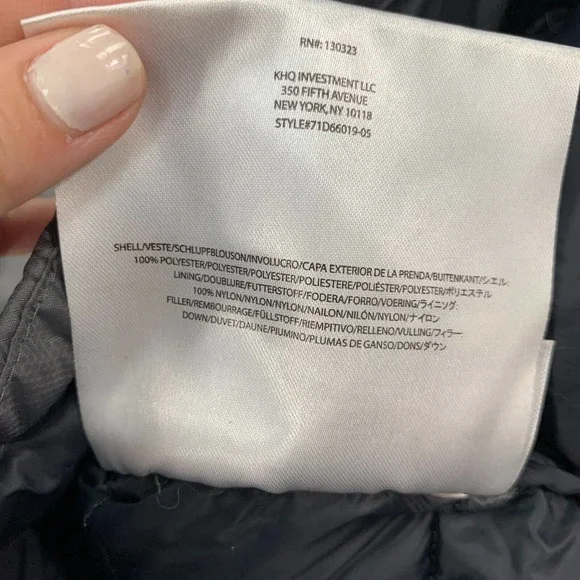 RN#: 130323
KHQ INVESTMENT LLC
350 FIFTH AVENUE
NEW YORK, NY 10118
STYLE#71D66019-05
SHELL/VESTE/SCHLUPFBLOUSON/INVOLUCRO/CAPA EXTERIOR DE LA PRENDA/BUITENKANT/シエル:
100% POLYESTER/POLYESTER/POLYESTER/POLIESTERE/POLIÉSTER/POLYESTER/ポリエステル
LINING/DOUBLURE/FUTTERSTOFF/FODERA/FORRO/VOERING/ライニング:
100% NYLON/NYLON/NYLON/NAILON/NILÓN/NYLON/ナイロン
FILLER/REMBOURRAGE/FÜLLSTOFF/RIEMPITIVO/RELLENO/VULLING/フィラー
DOWN/DUVET/DAUNE/PIUMINO/PLUMAS DE GANSO/DONS/ダウン